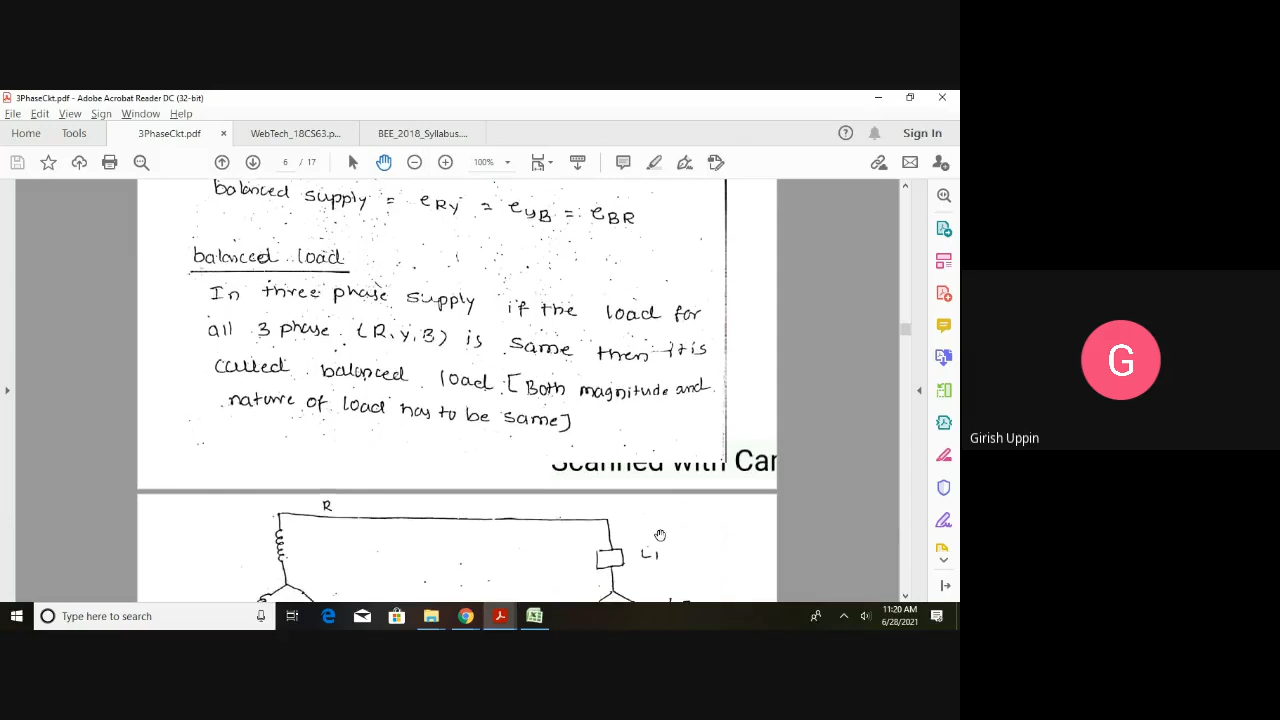 3PhaseCkt.pdf - Adobe Acrobat Reader DC (32-bit)
File Edit View Sign Window Help
Home Tools 3PhaseCkt.pdf × WebTech_18CS63.p... BEE_2018_Syllabus.... Sign In
6 / 17 100%
balanced supply = eRY = eYB = eBR
balanced load
In three phase supply if the load for
all 3 phase (R,Y,B) is same then it is
called balanced load [Both magnitude and
nature of load has to be same]
Scanned with Car
R
L1
G
Girish Uppin
Type here to search
11:20 AM
6/28/2021